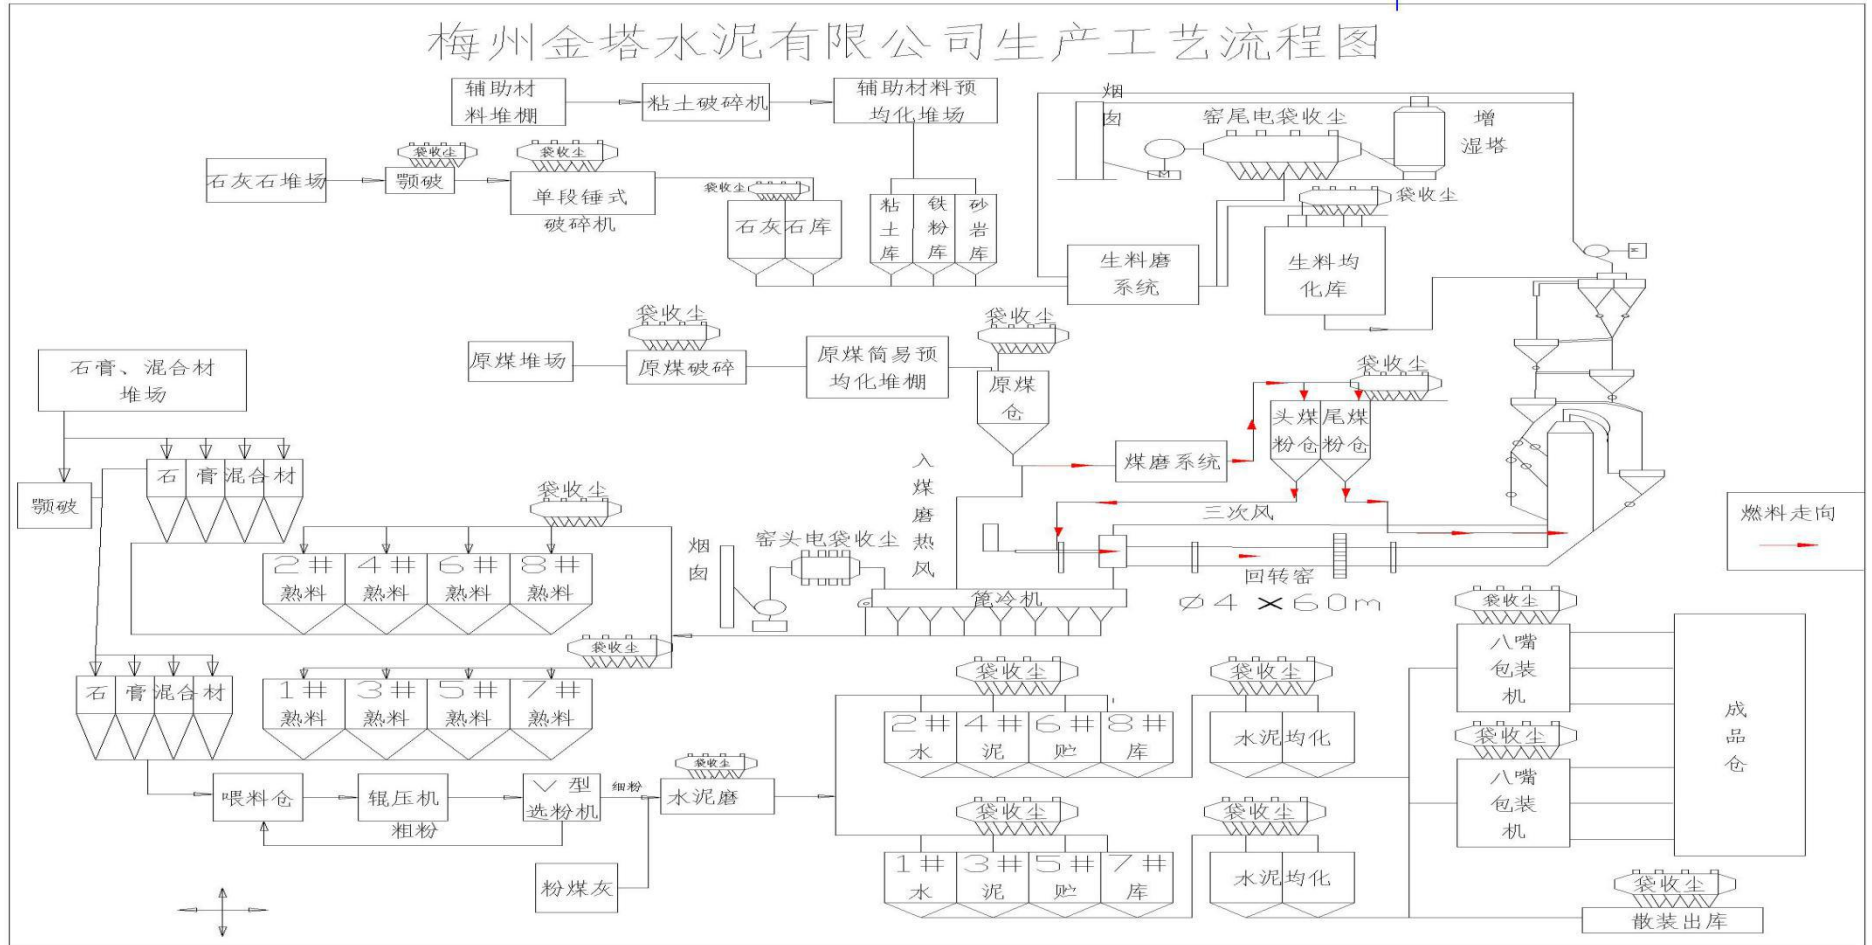 梅州金塔水泥有限公司生产工艺流程图
辅助材
料堆棚
粘土破碎机
辅助材料预
均化堆场
烟
囱
窑尾电袋收尘
增
湿塔
石灰石堆场
袋收尘
颚破
袋收尘
单段锤式
破碎机
袋收尘
石灰石库
粘
土
库
铁
粉
库
砂
岩
库
袋收尘
生料磨
系统
生料均
化库
M
M
原煤堆场
袋收尘
原煤破碎
原煤简易预
均化堆棚
袋收尘
原煤
仓
袋收尘
头煤
粉仓
尾煤
粉仓
煤磨系统
入
煤
磨
热
风
三次风
燃料走向
石膏、混合材
堆场
石膏混合材
颚破
袋收尘
2# 4# 6# 8#
熟料 熟料 熟料 熟料
烟
囱
窑头电袋收尘
篦冷机
回转窑
Ø4×60m
袋收尘
1# 3# 5# 7#
熟料 熟料 熟料 熟料
石膏混合材
喂料仓
辊压机
粗粉
V型
选粉机
细粉
袋收尘
水泥磨
粉煤灰
袋收尘
2# 4# 6# 8#
水 泥 贮 库
袋收尘
水泥均化
袋收尘
1# 3# 5# 7#
水 泥 贮 库
袋收尘
水泥均化
袋收尘
八嘴
包装
机
袋收尘
八嘴
包装
机
成
品
仓
袋收尘
散装出库